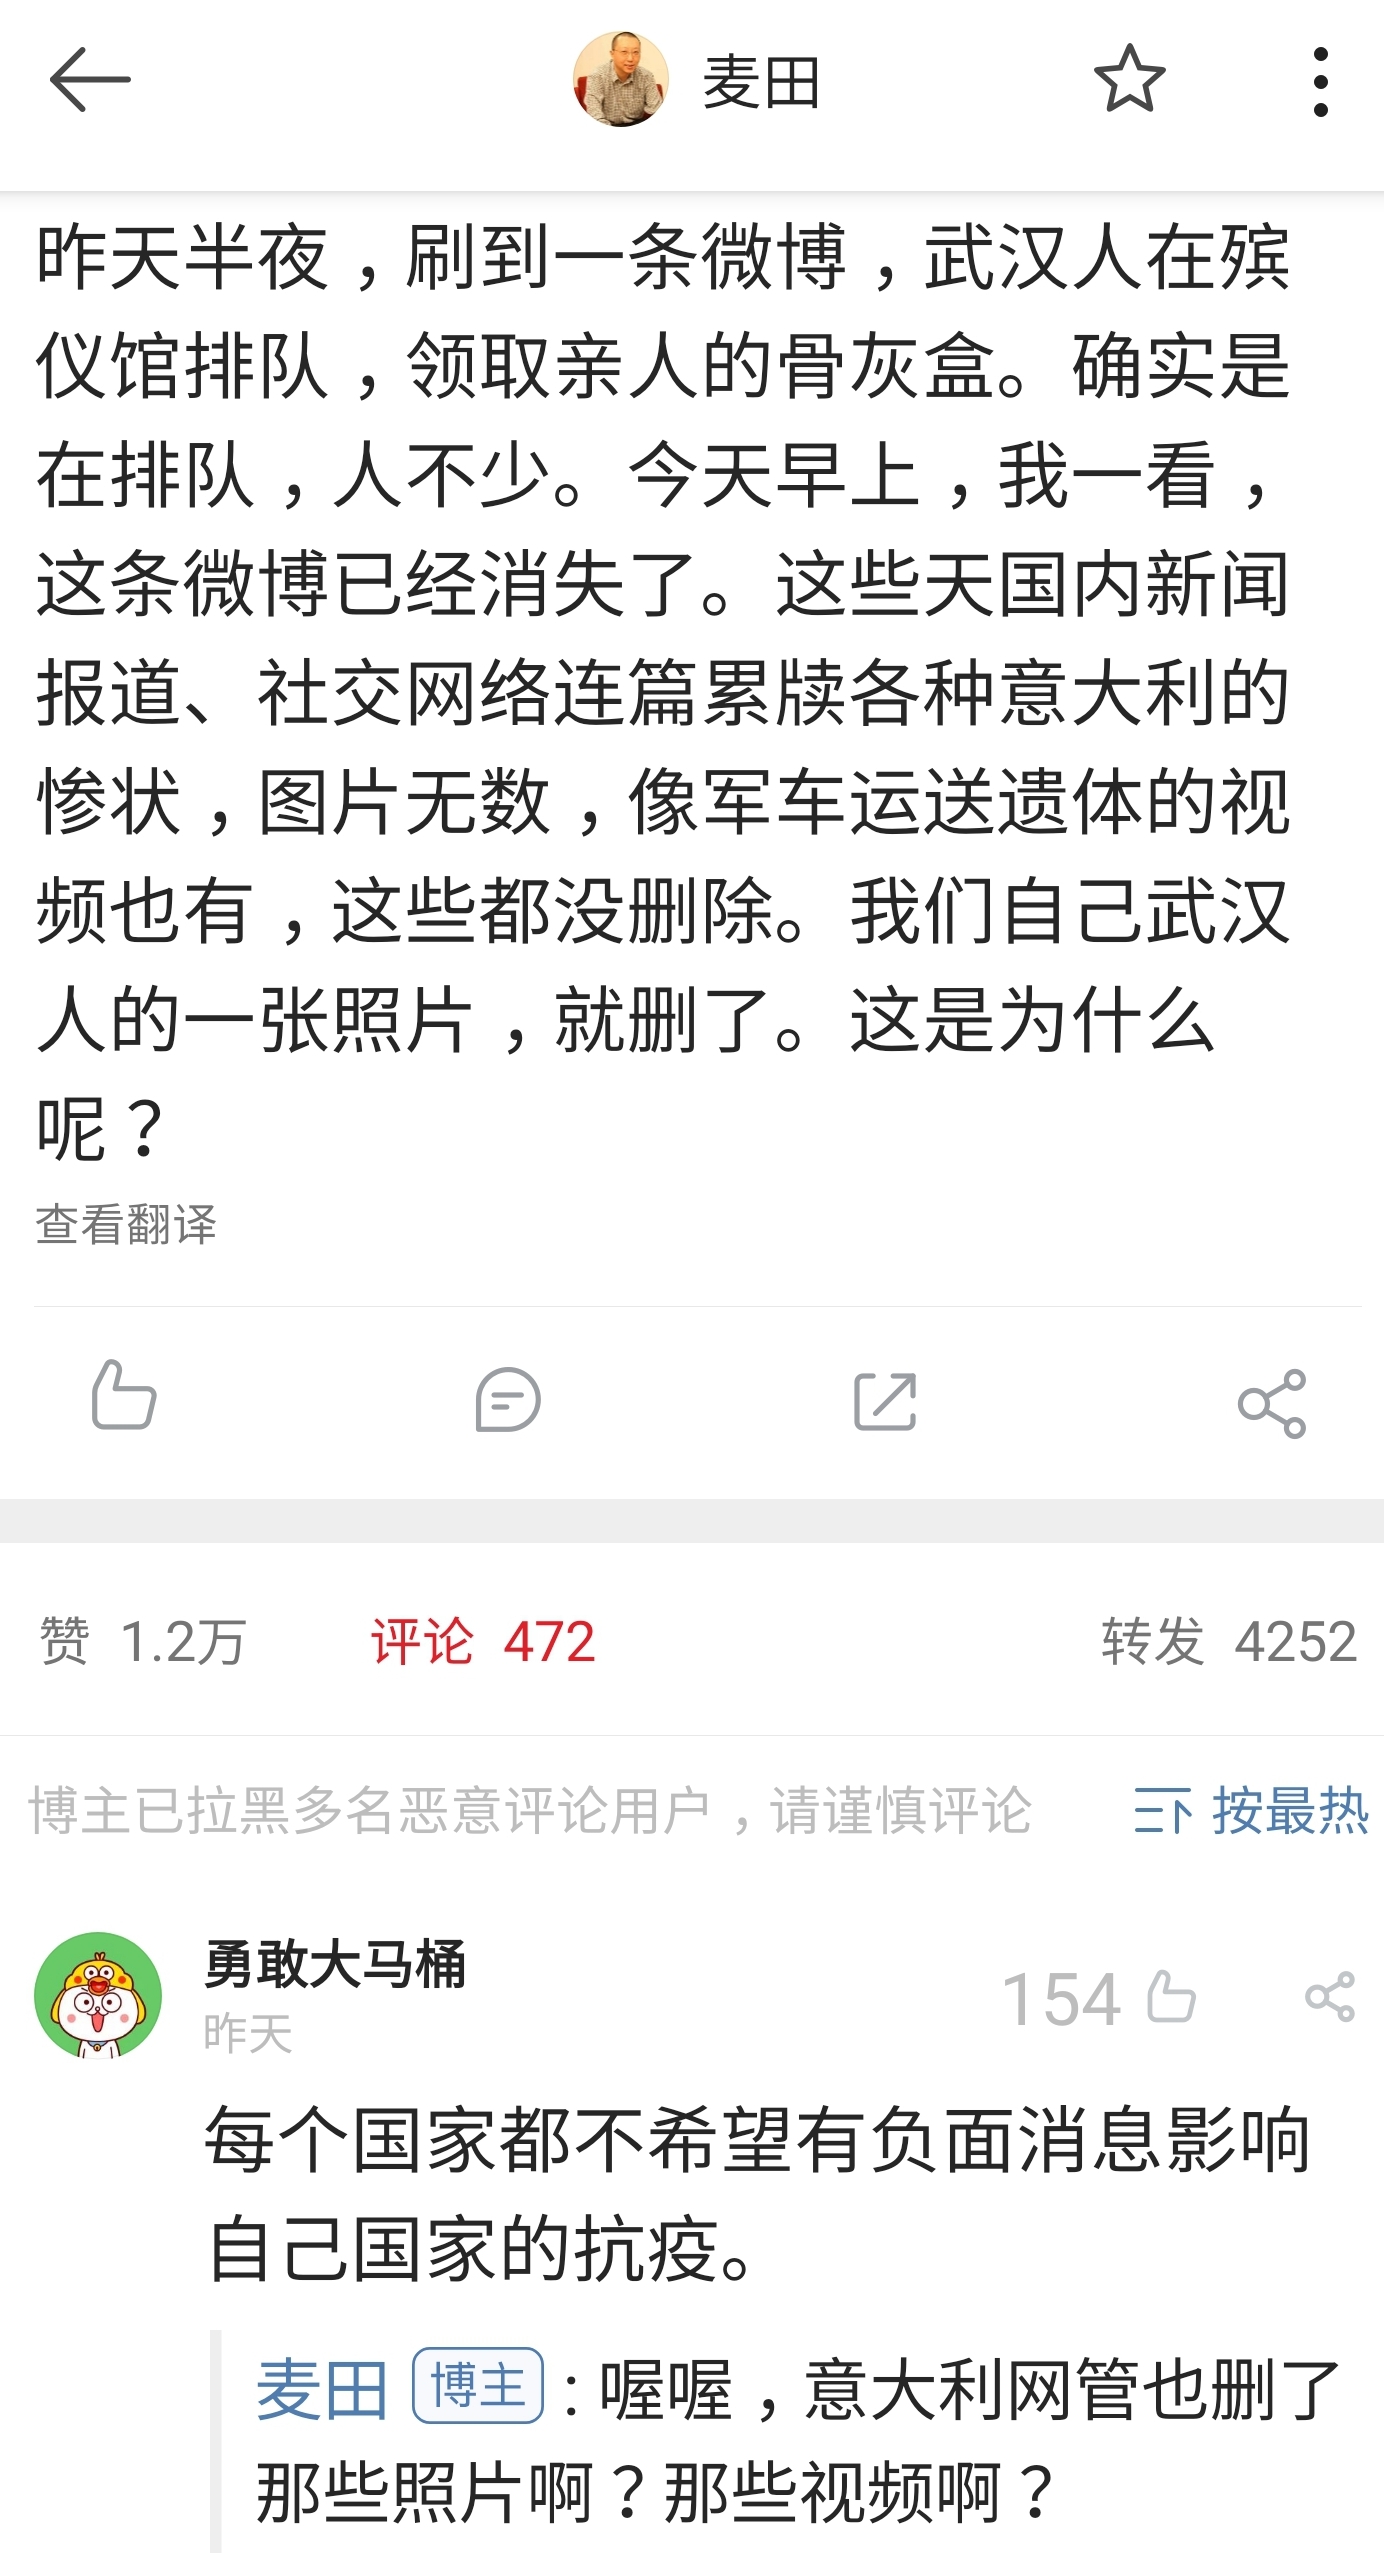 麦田
昨天半夜，刷到一条微博，武汉人在殡
仪馆排队，领取亲人的骨灰盒。确实是
在排队，人不少。今天早上，我一看，
这条微博已经消失了。这些天国内新闻
报道、社交网络连篇累牍各种意大利的
惨状，图片无数，像军车运送遗体的视
频也有，这些都没删除。我们自己武汉
人的一张照片，就删了。这是为什么
呢？
查看翻译
赞 1.2万 评论 472 转发 4252
博主已拉黑多名恶意评论用户，请谨慎评论 按最热
勇敢大马桶
154
昨天
每个国家都不希望有负面消息影响
自己国家的抗疫。
麦田 博主：喔喔，意大利网管也删了
那些照片啊？那些视频啊？